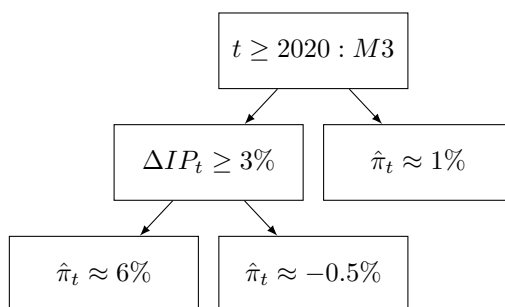 t ≥ 2020 : M3
ΔIP_t ≥ 3%
π̂_t ≈ 1%
π̂_t ≈ 6%
π̂_t ≈ −0.5%